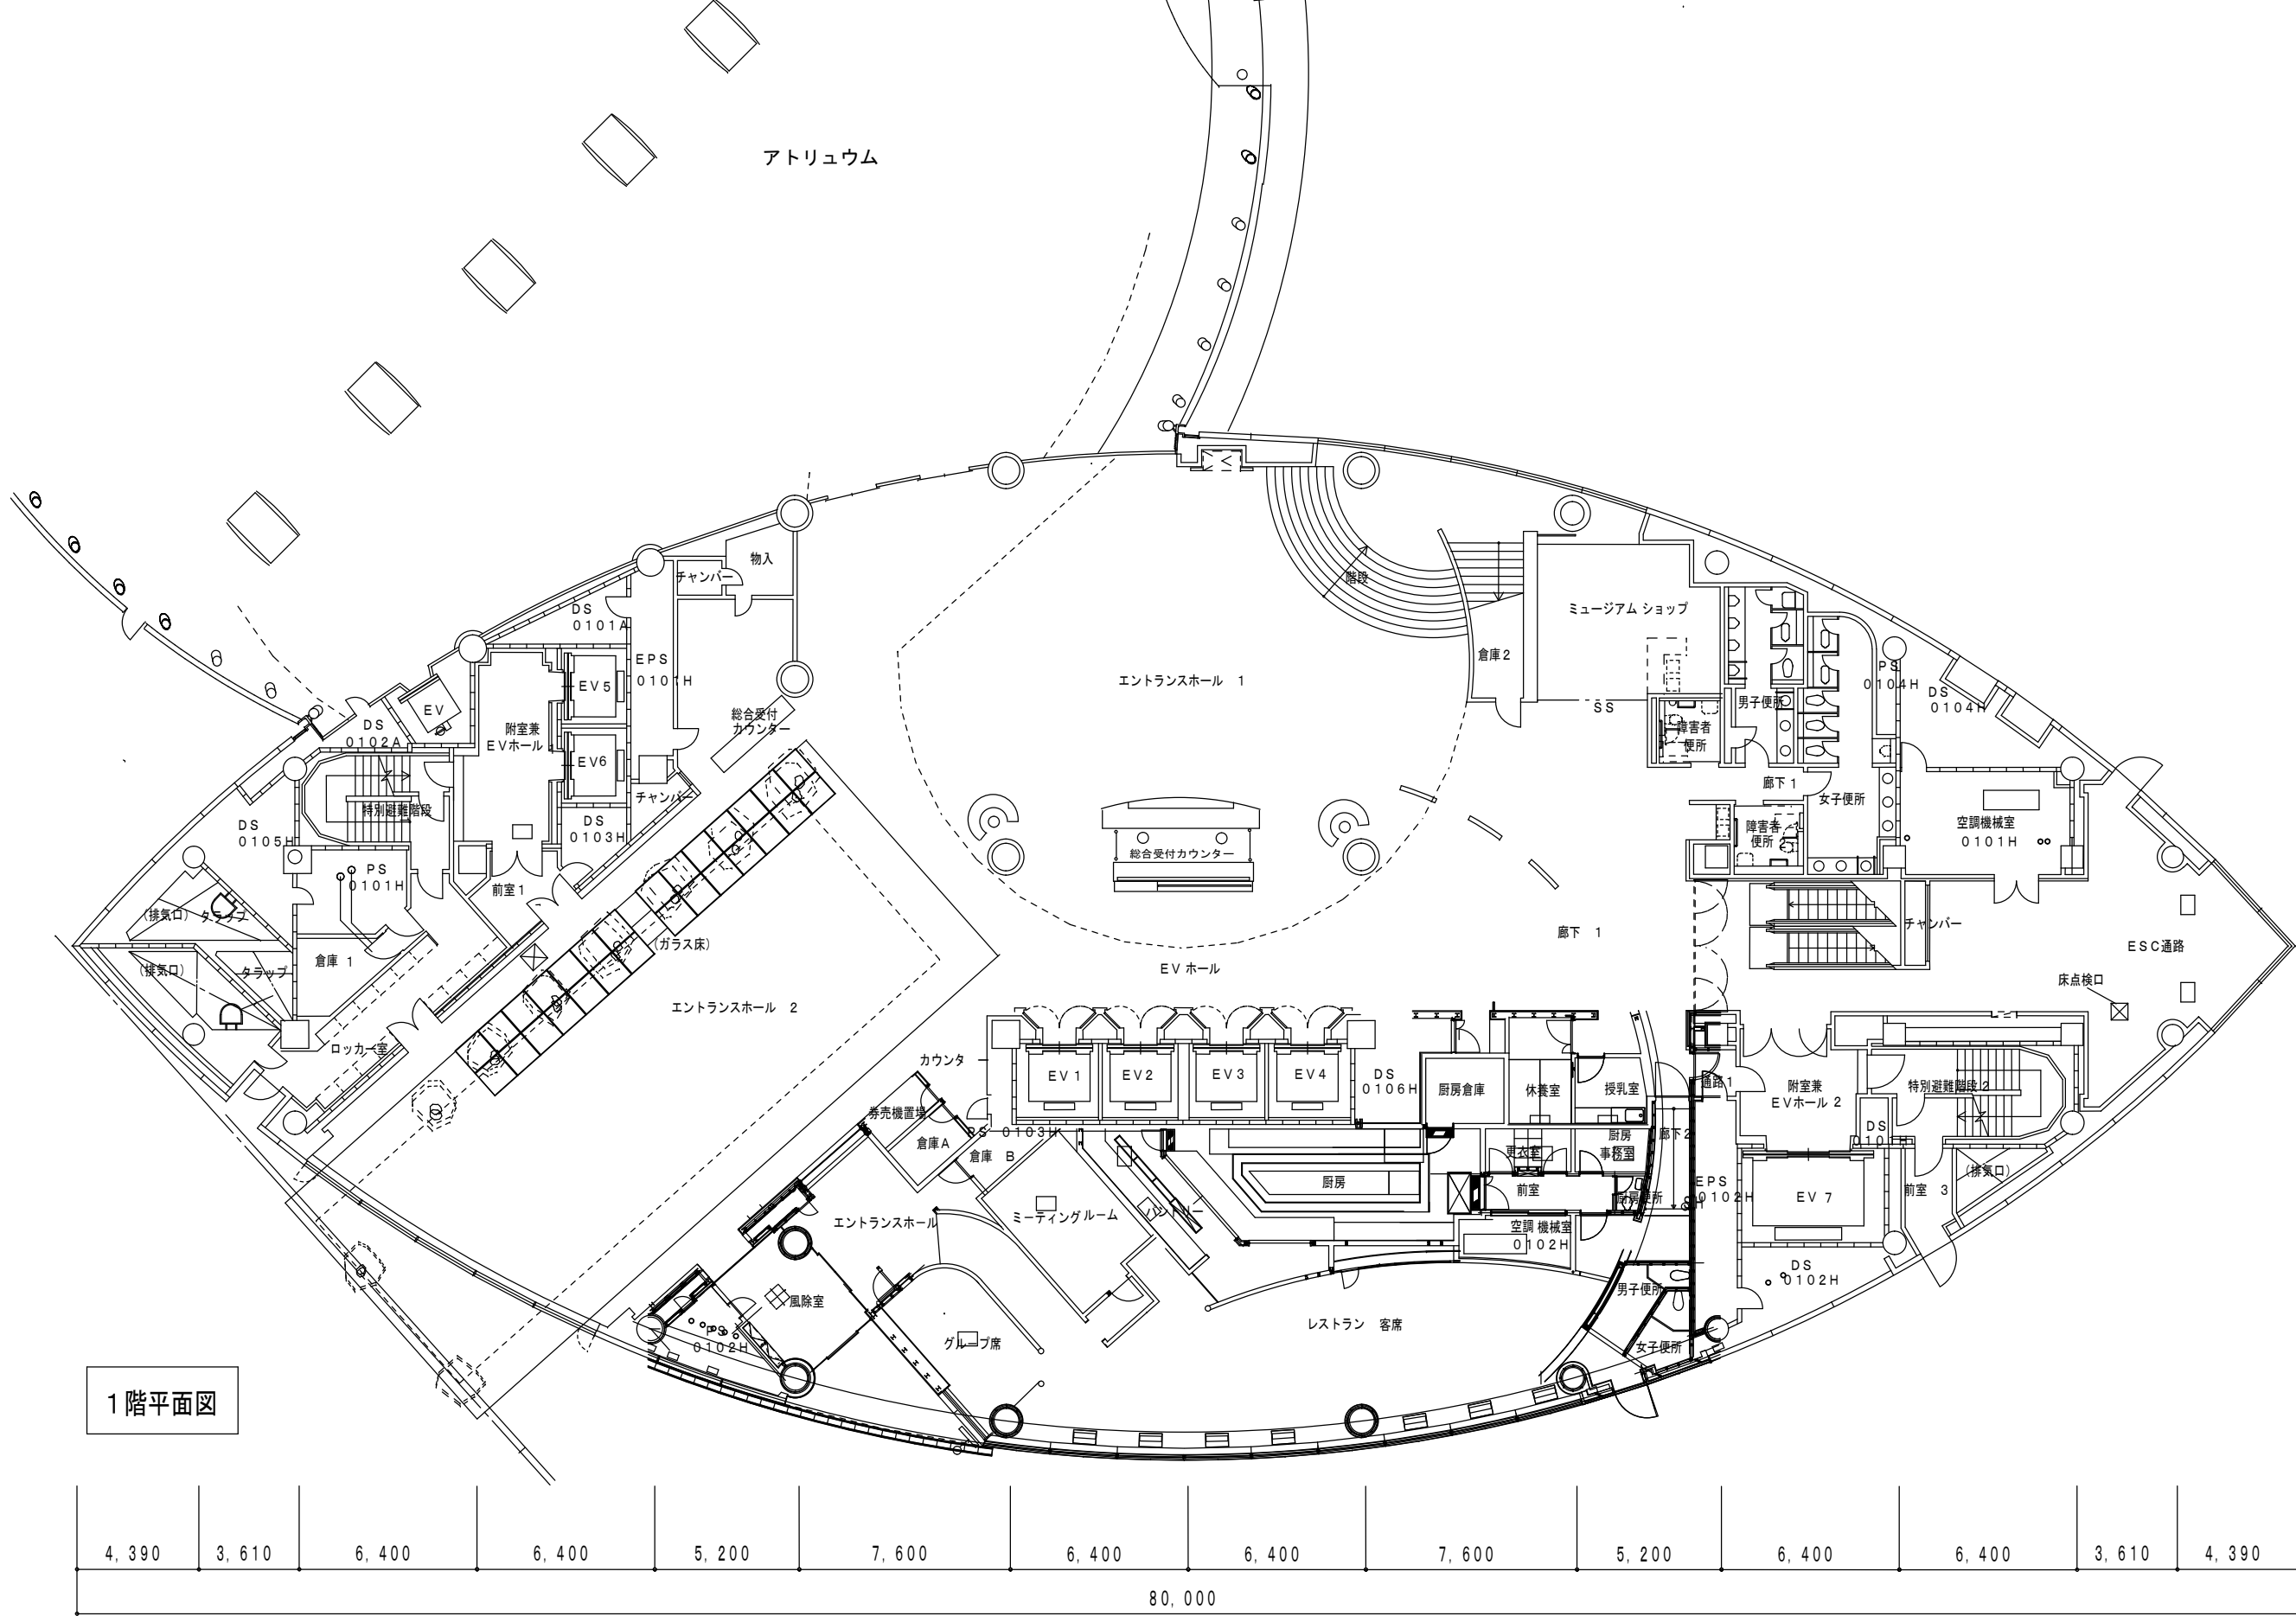 アトリュウム
物入
チャンバー
階段
DS
0101A
ミュージアム ショップ
EPS
0101H
倉庫2
エントランスホール 1
PS
0104H
EV5
DS
0104H
EV
男子便所
SS
総合受付
カウンター
DS
0102A
附室兼
EVホール
障害者
便所
EV6
廊下 1
チャンバー
女子便所
特別避難階段
DS
0103H
DS
0105H
障害者
便所
空調機械室
0101H
総合受付カウンター
PS
0101H
前室1
(排気口)
タラップ
チャンバー
廊下 1
(ガラス床)
ESC通路
倉庫 1
EV ホール
(排気口)
タラップ
床点検口
エントランスホール 2
ロッカー室
カウンタ
EV1
EV2
EV3
EV4
DS
0106H
厨房倉庫
休養室
授乳室
通路1
附室兼
EVホール 2
特別避難階段 2
券売機置場
倉庫A
PS 0103H
倉庫 B
更衣室
厨房
事務室
廊下2
DS
(排気口)
厨房
前室
厨房便所
EPS
0102H
EV 7
前室 3
エントランスホール
ミーティングルーム
パントリー
空調 機械室
0102H
DS
0102H
風除室
男子便所
PS
0102H
グループ席
レストラン 客席
女子便所
1階平面図
4,390
3,610
6,400
6,400
5,200
7,600
6,400
6,400
7,600
5,200
6,400
6,400
3,610
4,390
80,000